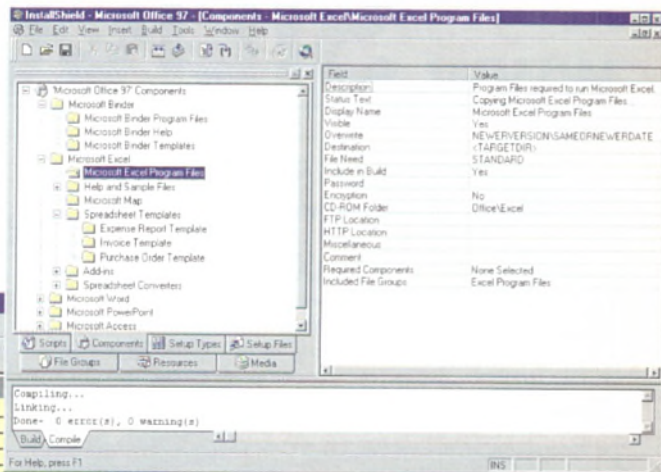 InstallShield - Microsoft Office 97 - [Components - Microsoft Excel\Microsoft Excel Program Files]
File Edit View Insert Build Tools Window Help
Microsoft Office 97 Components
Microsoft Binder
Microsoft Binder Program Files
Microsoft Binder Help
Microsoft Binder Templates
Microsoft Excel
Microsoft Excel Program Files
Help and Sample Files
Microsoft Map
Spreadsheet Templates
Expense Report Template
Invoice Template
Purchase Order Template
Add-ins
Spreadsheet Converters
Microsoft Word
Microsoft PowerPoint
Microsoft Access
Scripts Components Setup Types Setup Files
File Groups Resources Media
Field Value
Description Program Files required to run Microsoft Excel.
Status Text Copying Microsoft Excel Program Files...
Display Name Microsoft Excel Program Files
Visible Yes
Overwrite NEWERVERSION\SAMEORNEWERDATE
Destination <TARGETDIR>
File Need STANDARD
Include in Build Yes
Password
Encryption No
CD-ROM Folder Office\Excel
FTP Location
HTTP Location
Miscellaneous
Comment
Required Components None Selected
Included File Groups Excel Program Files
Compiling...
Linking...
Done- 0 error(s), 0 warning(s)
Build Compile
For Help, press F1
INS